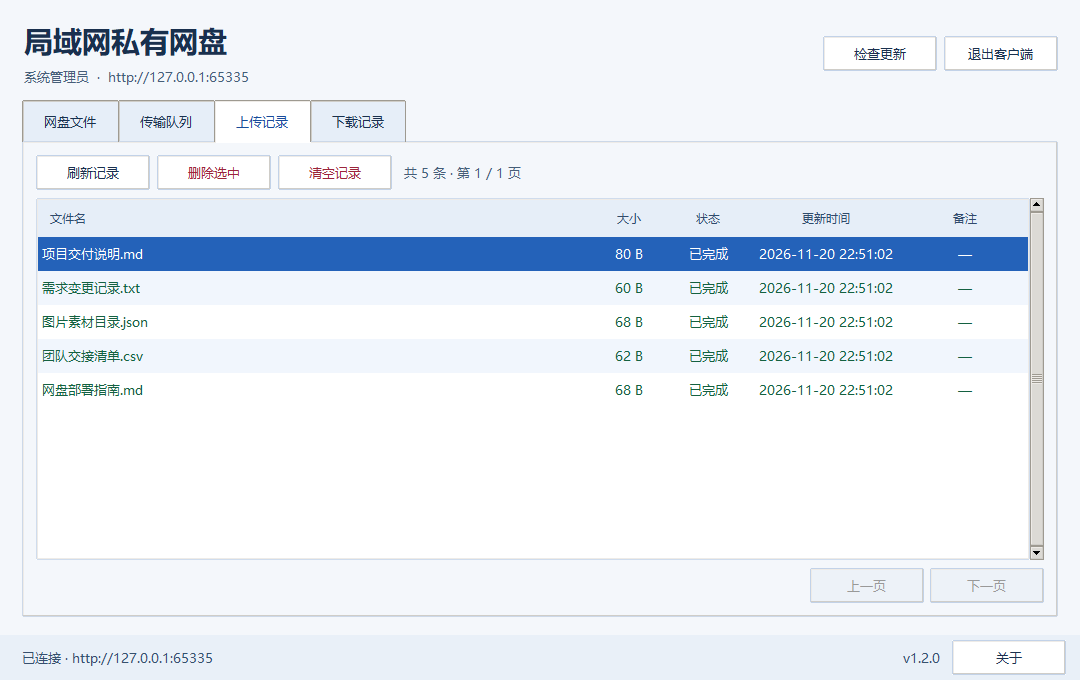 局域网私有网盘
系统管理员 · http://127.0.0.1:65335
检查更新 退出客户端
网盘文件 传输队列 上传记录 下载记录
刷新记录 删除选中 清空记录 共 5 条 · 第 1 / 1 页
文件名 大小 状态 更新时间 备注
项目交付说明.md 80 B 已完成 2026-11-20 22:51:02 —
需求变更记录.txt 60 B 已完成 2026-11-20 22:51:02 —
图片素材目录.json 68 B 已完成 2026-11-20 22:51:02 —
团队交接清单.csv 62 B 已完成 2026-11-20 22:51:02 —
网盘部署指南.md 68 B 已完成 2026-11-20 22:51:02 —
上一页 下一页
已连接 · http://127.0.0.1:65335 v1.2.0 关于